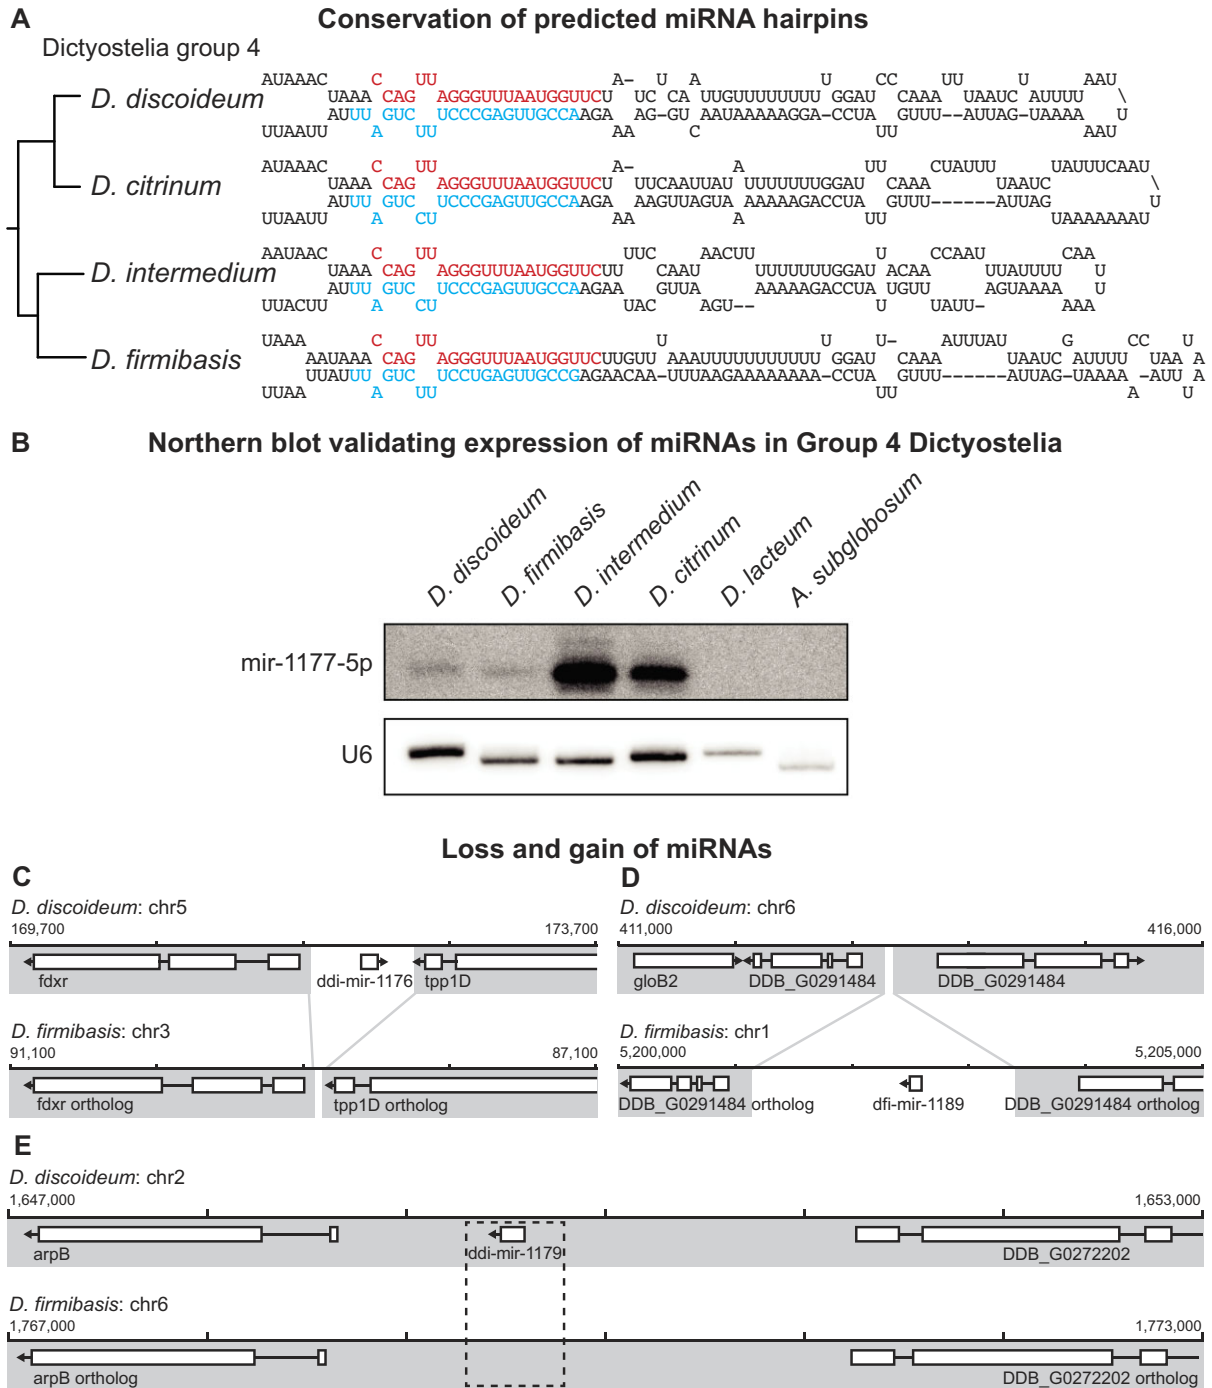 A Conservation of predicted miRNA hairpins
Dictyostelia group 4
AUAAAC C UU A- U A U CC UU U AAU
D. discoideum UAAA CAG AGGGUUUAAUGGUUCU UC CA UUGUUUUUUUU GGAU CAAA UAAUC AUUUU \
AUUU GUC UCCCGAGUUGCCAAGA AG-GU AAUAAAAAGGA-CCUA GUUU--AUUAG-UAAAA U
UUAAUU A UU AA C UU AAU
AUAAAC C UU A- A UU CUAUUU UAUUUCAAU
D. citrinum UAAA CAG AGGGUUUAAUGGUUCU UUCAAUUAU UUUUUUUGGAU CAAA UAAUC \
AUUU GUC UCCCGAGUUGCCAAGA AAGUUAGUA AAAAAGACCUA GUUU------AUUAG U
UUAAUU A CU AA A UU UAAAAAAAU
AAUAAC C UU UUC AACUU U CCAAU CAA
D. intermedium UAAA CAG AGGGUUUAAUGGUUCUU CAAU UUUUUUUGGAU ACAA UUAUUUU U
AUUU GUC UCCCGAGUUGCCAAGAA GUUA AAAAAGACCUA UGUU AGUAAAA U
UUACUU A CU UAC AGU-- U UAUU- AAA
UAAA C UU U U U- AUUUAU G CC U
D. firmibasis AAUAAA CAG AGGGUUUAAUGGUUCUUGUU AAAUUUUUUUUUUU GGAU CAAA UAAUC AUUUU UAA A
UUAUUU GUC UCCUGAGUUGCCGAGAACAA-UUUAAGAAAAAAAA-CCUA GUUU------AUUAG-UAAAA -AUU A
UUAA A UU UU A U
B Northern blot validating expression of miRNAs in Group 4 Dictyostelia
D. discoideum D. firmibasis D. intermedium D. citrinum D. lacteum A. subglobosum
mir-1177-5p
U6
Loss and gain of miRNAs
C
D. discoideum: chr5
169,700 173,700
fdxr ddi-mir-1176 tpp1D
D. firmibasis: chr3
91,100 87,100
fdxr ortholog tpp1D ortholog
D
D. discoideum: chr6
411,000 416,000
gloB2 DDB_G0291484 DDB_G0291484
D. firmibasis: chr1
5,200,000 5,205,000
DDB_G0291484 ortholog dfi-mir-1189 DDB_G0291484 ortholog
E
D. discoideum: chr2
1,647,000 1,653,000
arpB ddi-mir-1179 DDB_G0272202
D. firmibasis: chr6
1,767,000 1,773,000
arpB ortholog DDB_G0272202 ortholog